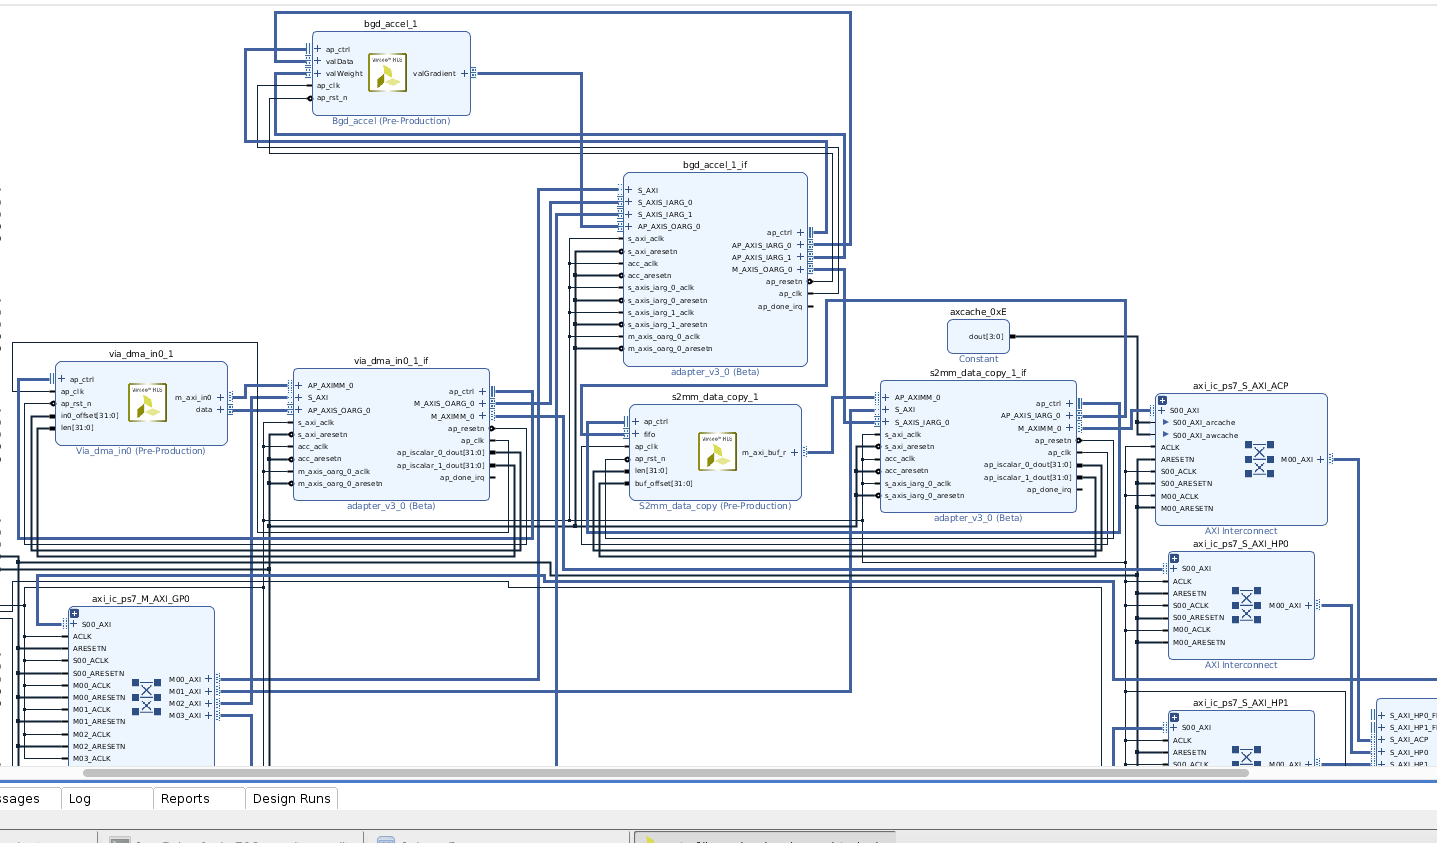 bgd_accel_1
ap_ctrl
valData
valWeight
ap_clk
ap_rst_n
valGradient
Bgd_accel (Pre-Production)
bgd_accel_1_if
S_AXI
S_AXIS_IARG_0
S_AXIS_IARG_1
AP_AXIS_OARG_0
s_axi_aclk
s_axi_aresetn
acc_aclk
acc_aresetn
s_axis_iarg_0_aclk
s_axis_iarg_0_aresetn
s_axis_iarg_1_aclk
s_axis_iarg_1_aresetn
m_axis_oarg_0_aclk
m_axis_oarg_0_aresetn
ap_ctrl
AP_AXIS_IARG_0
AP_AXIS_IARG_1
M_AXIS_OARG_0
ap_resetn
ap_clk
ap_done_irq
adapter_v3_0 (Beta)
axcache_0xE
dout[3:0]
Constant
via_dma_in0_1
ap_ctrl
ap_clk
ap_rst_n
in0_offset[31:0]
len[31:0]
m_axi_in0
data
Via_dma_in0 (Pre-Production)
via_dma_in0_1_if
AP_AXIMM_0
S_AXI
AP_AXIS_OARG_0
s_axi_aclk
s_axi_aresetn
acc_aclk
acc_aresetn
m_axis_oarg_0_aclk
m_axis_oarg_0_aresetn
ap_ctrl
M_AXIS_OARG_0
M_AXIMM_0
ap_resetn
ap_clk
ap_iscalar_0_dout[31:0]
ap_iscalar_1_dout[31:0]
ap_done_irq
adapter_v3_0 (Beta)
s2mm_data_copy_1
ap_ctrl
fifo
ap_clk
ap_rst_n
len[31:0]
buf_offset[31:0]
m_axi_buf_r
S2mm_data_copy (Pre-Production)
s2mm_data_copy_1_if
AP_AXIMM_0
S_AXI
S_AXIS_IARG_0
s_axi_aclk
s_axi_aresetn
acc_aclk
acc_aresetn
s_axis_iarg_0_aclk
s_axis_iarg_0_aresetn
ap_ctrl
AP_AXIS_IARG_0
M_AXIMM_0
ap_resetn
ap_clk
ap_iscalar_0_dout[31:0]
ap_iscalar_1_dout[31:0]
ap_done_irq
adapter_v3_0 (Beta)
axi_ic_ps7_S_AXI_ACP
S00_AXI
S00_AXI_arcache
S00_AXI_awcache
ACLK
ARESETN
S00_ACLK
S00_ARESETN
M00_ACLK
M00_ARESETN
M00_AXI
AXI Interconnect
axi_ic_ps7_S_AXI_HP0
S00_AXI
ACLK
ARESETN
S00_ACLK
S00_ARESETN
M00_ACLK
M00_ARESETN
M00_AXI
AXI Interconnect
axi_ic_ps7_M_AXI_GP0
S00_AXI
ACLK
ARESETN
S00_ACLK
S00_ARESETN
M00_ACLK
M00_ARESETN
M01_ACLK
M01_ARESETN
M02_ACLK
M02_ARESETN
M03_ACLK
M00_AXI
M01_AXI
M02_AXI
M03_AXI
axi_ic_ps7_S_AXI_HP1
S00_AXI
ACLK
ARESETN
S00_ACLK
M00_AXI
S_AXI_HP0_F
S_AXI_HP1_F
S_AXI_ACP
S_AXI_HP0
S_AXI_HP1
ssages
Log
Reports
Design Runs